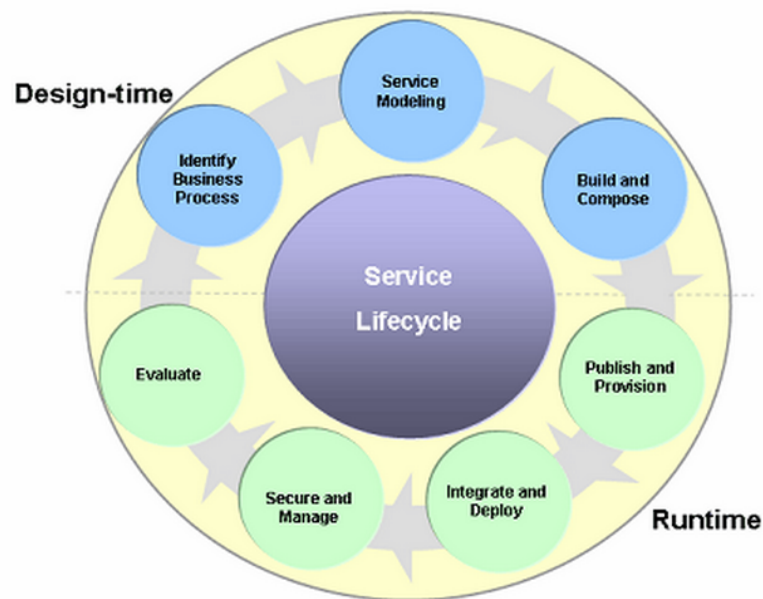 Design-time
Service
Modeling
Identify
Business
Process
Build and
Compose
Service
Lifecycle
Evaluate
Publish and
Provision
Secure and
Manage
Integrate and
Deploy
Runtime